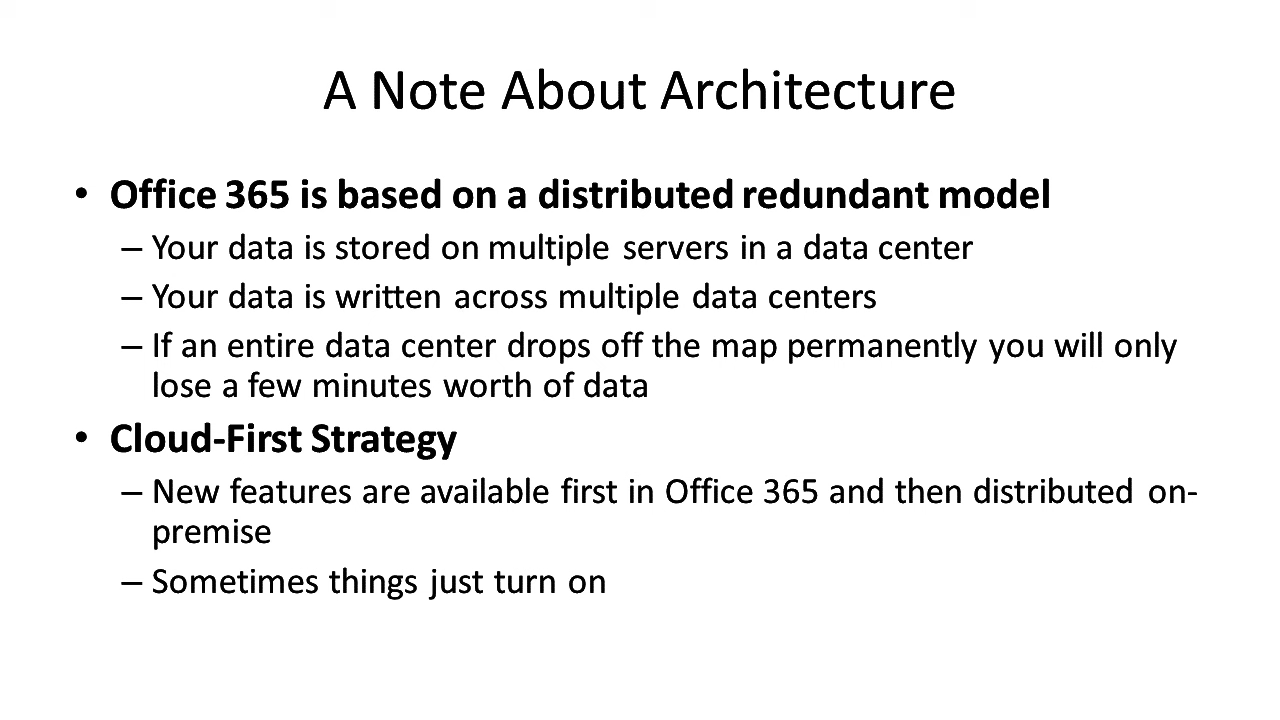 A Note About Architecture
• Office 365 is based on a distributed redundant model
– Your data is stored on multiple servers in a data center
– Your data is written across multiple data centers
– If an entire data center drops off the map permanently you will only
lose a few minutes worth of data
• Cloud-First Strategy
– New features are available first in Office 365 and then distributed on-
premise
– Sometimes things just turn on